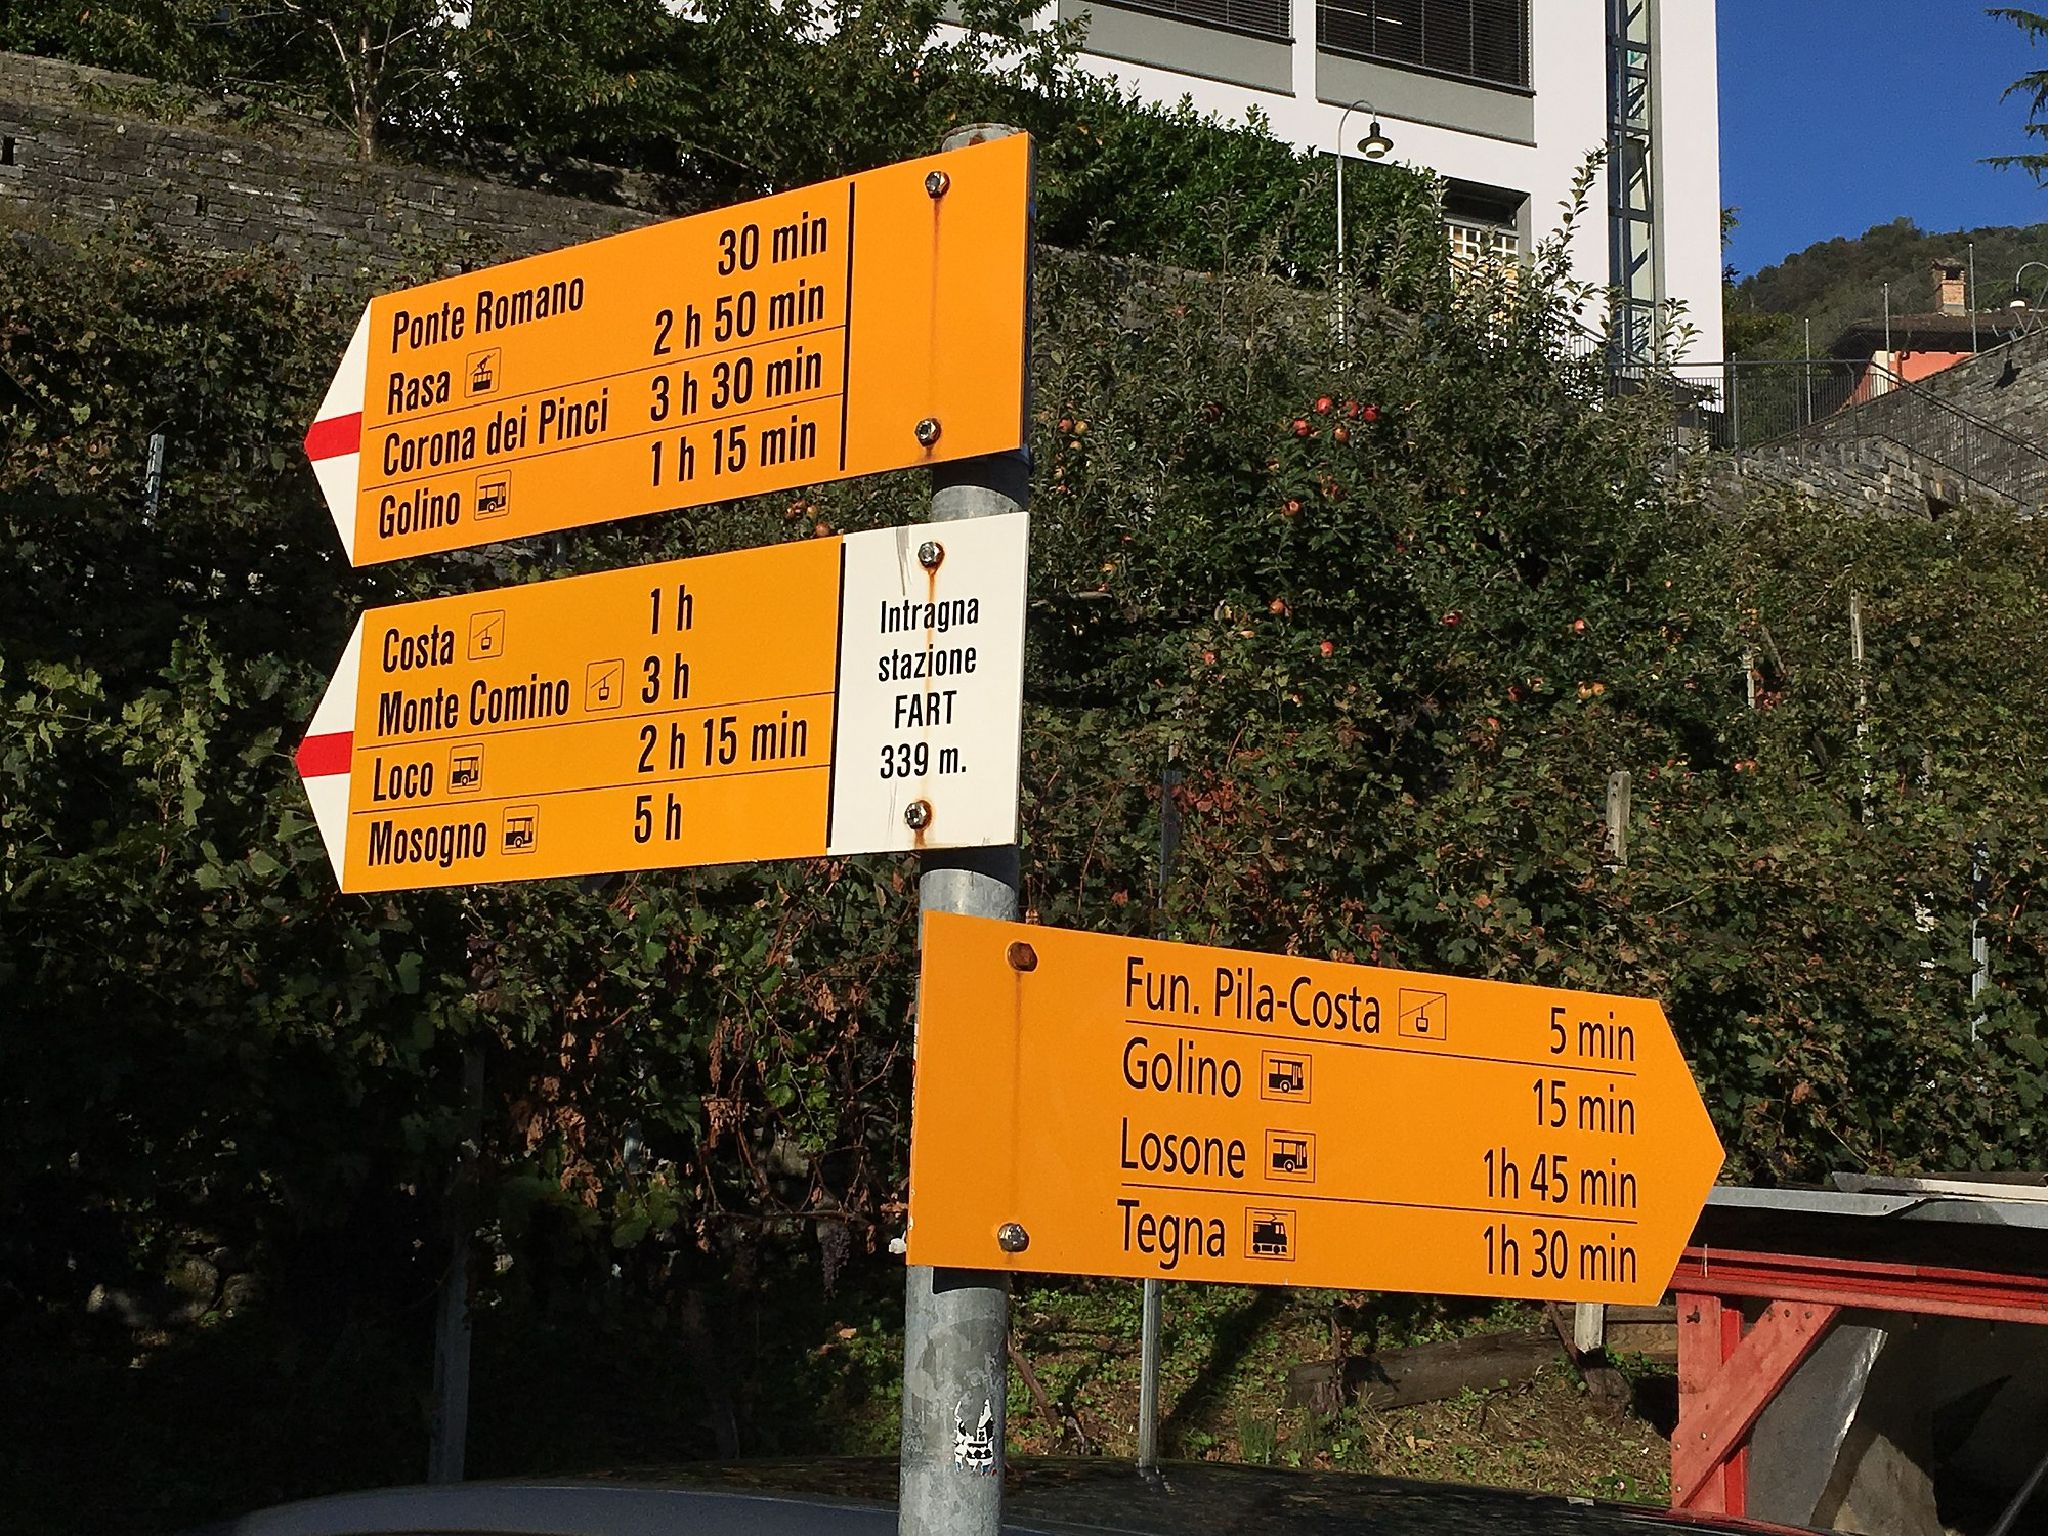 Ponte Romano 30 min
Rasa 2 h 50 min
Corona dei Pinci 3 h 30 min
Golino 1 h 15 min
Costa 1 h
Monte Comino 3 h
Loco 2 h 15 min
Mosogno 5 h
Intragna
stazione
FART
339 m.
Fun. Pila-Costa 5 min
Golino 15 min
Losone 1h 45 min
Tegna 1h 30 min